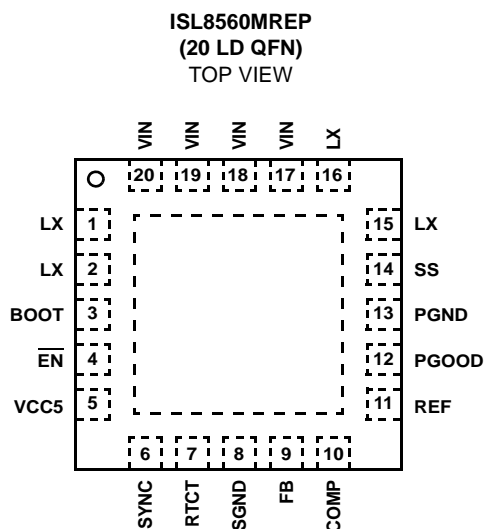 ISL8560MREP
(20 LD QFN)
TOP VIEW
VIN VIN VIN VIN LX
20 19 18 17 16
LX 1 15 LX
LX 2 14 SS
BOOT 3 13 PGND
EN 4 12 PGOOD
VCC5 5 11 REF
6 7 8 9 10
SYNC RTCT SGND FB COMP